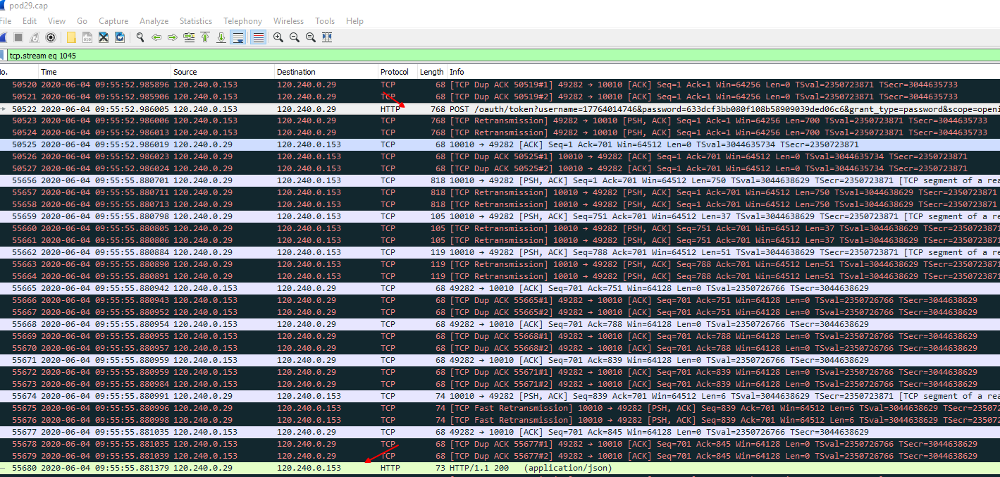 pod29.cap
File Edit View Go Capture Analyze Statistics Telephony Wireless Tools Help
tcp.stream eq 1045
No. Time Source Destination Protocol Length Info
50520 2020-06-04 09:55:52.985896 120.240.0.153 120.240.0.29 TCP 68 [TCP Dup ACK 50519#1] 49282 → 10010 [ACK] Seq=1 Ack=1 Win=64256 Len=0 TSval=2350723871 TSecr=3044635733
50521 2020-06-04 09:55:52.985906 120.240.0.153 120.240.0.29 TCP 68 [TCP Dup ACK 50519#2] 49282 → 10010 [ACK] Seq=1 Ack=1 Win=64256 Len=0 TSval=2350723871 TSecr=3044635733
50522 2020-06-04 09:55:52.986005 120.240.0.153 120.240.0.29 HTTP 768 POST /oauth/token?username=17764014746&password=633dcf3bb080f108b58909039ded06c6&grant_type=password&scope=openi
50523 2020-06-04 09:55:52.986006 120.240.0.153 120.240.0.29 TCP 768 [TCP Retransmission] 49282 → 10010 [PSH, ACK] Seq=1 Ack=1 Win=64256 Len=700 TSval=2350723871 TSecr=3044635733
50524 2020-06-04 09:55:52.986013 120.240.0.153 120.240.0.29 TCP 768 [TCP Retransmission] 49282 → 10010 [PSH, ACK] Seq=1 Ack=1 Win=64256 Len=700 TSval=2350723871 TSecr=3044635733
50525 2020-06-04 09:55:52.986019 120.240.0.29 120.240.0.153 TCP 68 10010 → 49282 [ACK] Seq=1 Ack=701 Win=64512 Len=0 TSval=3044635734 TSecr=2350723871
50526 2020-06-04 09:55:52.986023 120.240.0.29 120.240.0.153 TCP 68 [TCP Dup ACK 50525#1] 10010 → 49282 [ACK] Seq=1 Ack=701 Win=64512 Len=0 TSval=3044635734 TSecr=2350723871
50527 2020-06-04 09:55:52.986024 120.240.0.29 120.240.0.153 TCP 68 [TCP Dup ACK 50525#2] 10010 → 49282 [ACK] Seq=1 Ack=701 Win=64512 Len=0 TSval=3044635734 TSecr=2350723871
55656 2020-06-04 09:55:55.880701 120.240.0.29 120.240.0.153 TCP 818 10010 → 49282 [PSH, ACK] Seq=1 Ack=701 Win=64512 Len=750 TSval=3044638629 TSecr=2350723871 [TCP segment of a rea
55657 2020-06-04 09:55:55.880711 120.240.0.29 120.240.0.153 TCP 818 [TCP Retransmission] 10010 → 49282 [PSH, ACK] Seq=1 Ack=701 Win=64512 Len=750 TSval=3044638629 TSecr=2350723871
55658 2020-06-04 09:55:55.880713 120.240.0.29 120.240.0.153 TCP 818 [TCP Retransmission] 10010 → 49282 [PSH, ACK] Seq=1 Ack=701 Win=64512 Len=750 TSval=3044638629 TSecr=2350723871
55659 2020-06-04 09:55:55.880798 120.240.0.29 120.240.0.153 TCP 105 10010 → 49282 [PSH, ACK] Seq=751 Ack=701 Win=64512 Len=37 TSval=3044638629 TSecr=2350723871 [TCP segment of a re
55660 2020-06-04 09:55:55.880805 120.240.0.29 120.240.0.153 TCP 105 [TCP Retransmission] 10010 → 49282 [PSH, ACK] Seq=751 Ack=701 Win=64512 Len=37 TSval=3044638629 TSecr=2350723871
55661 2020-06-04 09:55:55.880806 120.240.0.29 120.240.0.153 TCP 105 [TCP Retransmission] 10010 → 49282 [PSH, ACK] Seq=751 Ack=701 Win=64512 Len=37 TSval=3044638629 TSecr=2350723871
55662 2020-06-04 09:55:55.880884 120.240.0.29 120.240.0.153 TCP 119 10010 → 49282 [PSH, ACK] Seq=788 Ack=701 Win=64512 Len=51 TSval=3044638629 TSecr=2350723871 [TCP segment of a re
55663 2020-06-04 09:55:55.880890 120.240.0.29 120.240.0.153 TCP 119 [TCP Retransmission] 10010 → 49282 [PSH, ACK] Seq=788 Ack=701 Win=64512 Len=51 TSval=3044638629 TSecr=2350723871
55664 2020-06-04 09:55:55.880891 120.240.0.29 120.240.0.153 TCP 119 [TCP Retransmission] 10010 → 49282 [PSH, ACK] Seq=788 Ack=701 Win=64512 Len=51 TSval=3044638629 TSecr=2350723871
55665 2020-06-04 09:55:55.880942 120.240.0.153 120.240.0.29 TCP 68 49282 → 10010 [ACK] Seq=701 Ack=751 Win=64128 Len=0 TSval=2350726766 TSecr=3044638629
55666 2020-06-04 09:55:55.880943 120.240.0.153 120.240.0.29 TCP 68 [TCP Dup ACK 55665#1] 49282 → 10010 [ACK] Seq=701 Ack=751 Win=64128 Len=0 TSval=2350726766 TSecr=3044638629
55667 2020-06-04 09:55:55.880952 120.240.0.153 120.240.0.29 TCP 68 [TCP Dup ACK 55665#2] 49282 → 10010 [ACK] Seq=701 Ack=751 Win=64128 Len=0 TSval=2350726766 TSecr=3044638629
55668 2020-06-04 09:55:55.880954 120.240.0.153 120.240.0.29 TCP 68 49282 → 10010 [ACK] Seq=701 Ack=788 Win=64128 Len=0 TSval=2350726766 TSecr=3044638629
55669 2020-06-04 09:55:55.880956 120.240.0.153 120.240.0.29 TCP 68 [TCP Dup ACK 55668#1] 49282 → 10010 [ACK] Seq=701 Ack=788 Win=64128 Len=0 TSval=2350726766 TSecr=3044638629
55670 2020-06-04 09:55:55.880957 120.240.0.153 120.240.0.29 TCP 68 [TCP Dup ACK 55668#2] 49282 → 10010 [ACK] Seq=701 Ack=788 Win=64128 Len=0 TSval=2350726766 TSecr=3044638629
55671 2020-06-04 09:55:55.880959 120.240.0.153 120.240.0.29 TCP 68 49282 → 10010 [ACK] Seq=701 Ack=839 Win=64128 Len=0 TSval=2350726766 TSecr=3044638629
55672 2020-06-04 09:55:55.880984 120.240.0.153 120.240.0.29 TCP 68 [TCP Dup ACK 55671#1] 49282 → 10010 [ACK] Seq=701 Ack=839 Win=64128 Len=0 TSval=2350726766 TSecr=3044638629
55673 2020-06-04 09:55:55.880984 120.240.0.153 120.240.0.29 TCP 68 [TCP Dup ACK 55671#2] 49282 → 10010 [ACK] Seq=701 Ack=839 Win=64128 Len=0 TSval=2350726766 TSecr=3044638629
55674 2020-06-04 09:55:55.880991 120.240.0.29 120.240.0.153 TCP 74 10010 → 49282 [PSH, ACK] Seq=839 Ack=701 Win=64512 Len=6 TSval=3044638629 TSecr=2350723871 [TCP segment of a rea
55675 2020-06-04 09:55:55.880996 120.240.0.29 120.240.0.153 TCP 74 [TCP Fast Retransmission] 10010 → 49282 [PSH, ACK] Seq=839 Ack=701 Win=64512 Len=6 TSval=3044638629 TSecr=23507
55676 2020-06-04 09:55:55.880998 120.240.0.29 120.240.0.153 TCP 74 [TCP Fast Retransmission] 10010 → 49282 [PSH, ACK] Seq=839 Ack=701 Win=64512 Len=6 TSval=3044638629 TSecr=23507
55677 2020-06-04 09:55:55.881035 120.240.0.153 120.240.0.29 TCP 68 49282 → 10010 [ACK] Seq=701 Ack=845 Win=64128 Len=0 TSval=2350726766 TSecr=3044638629
55678 2020-06-04 09:55:55.881035 120.240.0.153 120.240.0.29 TCP 68 [TCP Dup ACK 55677#1] 49282 → 10010 [ACK] Seq=701 Ack=845 Win=64128 Len=0 TSval=2350726766 TSecr=3044638629
55679 2020-06-04 09:55:55.881039 120.240.0.153 120.240.0.29 TCP 68 [TCP Dup ACK 55677#2] 49282 → 10010 [ACK] Seq=701 Ack=845 Win=64128 Len=0 TSval=2350726766 TSecr=3044638629
55680 2020-06-04 09:55:55.881379 120.240.0.29 120.240.0.153 HTTP 73 HTTP/1.1 200 (application/json)